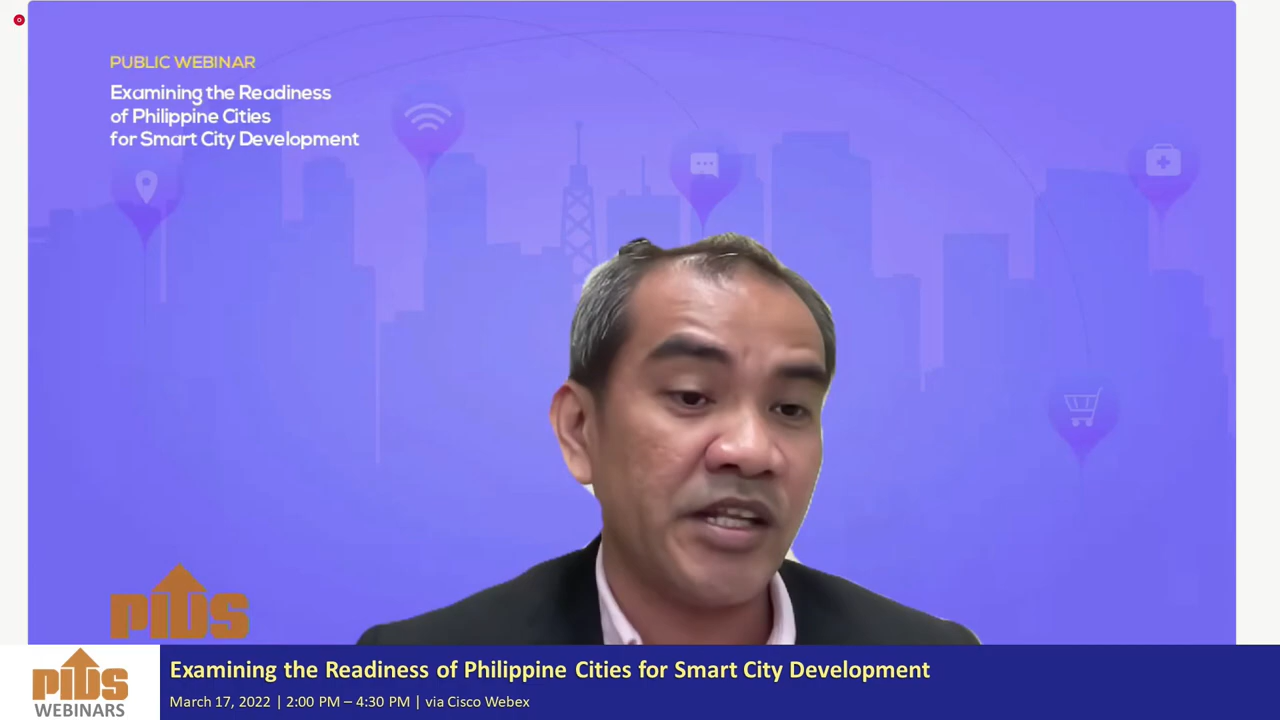 PUBLIC WEBINAR
Examining the Readiness
of Philippine Cities
for Smart City Development
PIDS
PIDS
WEBINARS
Examining the Readiness of Philippine Cities for Smart City Development
March 17, 2022 | 2:00 PM – 4:30 PM | via Cisco Webex